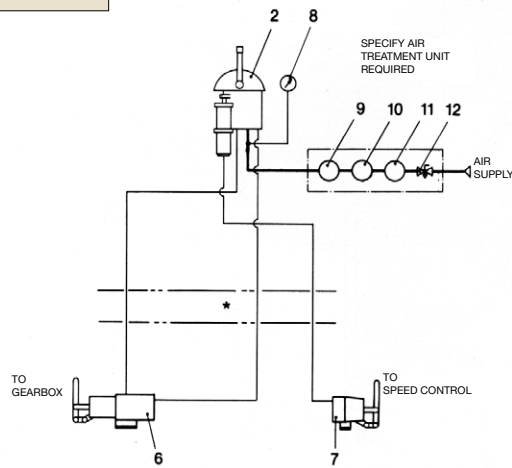 2
8
SPECIFY AIR
TREATMENT UNIT
REQUIRED
9
10
11
12
AIR
SUPPLY
*
TO
GEARBOX
TO
SPEED CONTROL
6
7